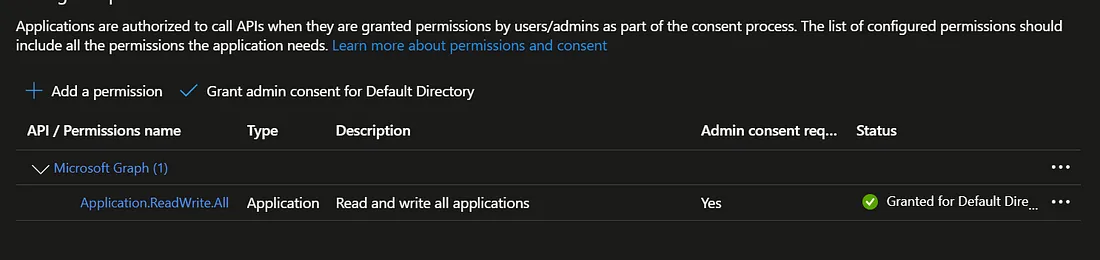 Applications are authorized to call APIs when they are granted permissions by users/admins as part of the consent process. The list of configured permissions should
include all the permissions the application needs. Learn more about permissions and consent
Add a permission Grant admin consent for Default Directory
API / Permissions name Type Description Admin consent req... Status
Microsoft Graph (1)
Application.ReadWrite.All Application Read and write all applications Yes Granted for Default Dire...